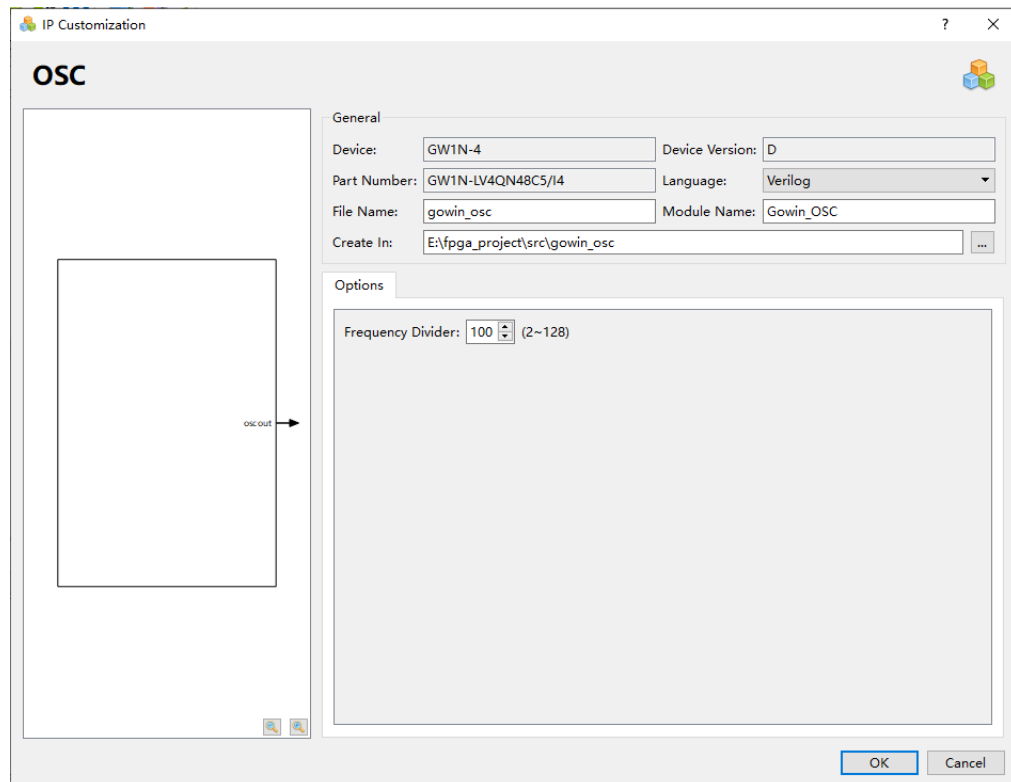 IP Customization ? ×
OSC
General
Device: GW1N-4 Device Version: D
Part Number: GW1N-LV4QN48C5/I4 Language: Verilog
File Name: gowin_osc Module Name: Gowin_OSC
Create In: E:\fpga_project\src\gowin_osc ...
Options
Frequency Divider: 100 (2~128)
oscout
OK Cancel